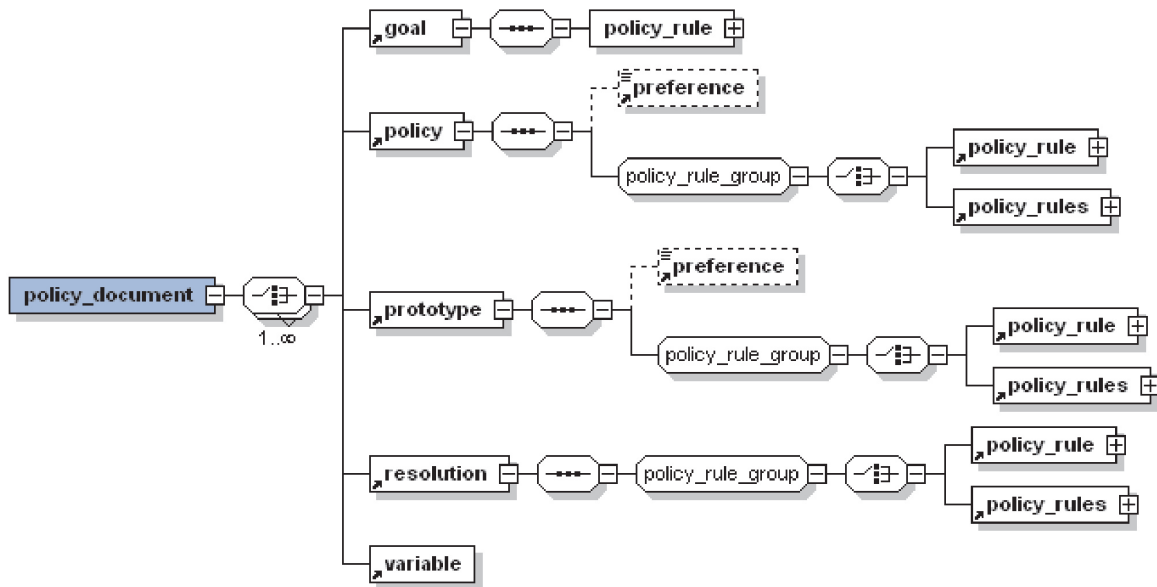 goal
policy_rule
preference
policy
policy_rule
policy_rule_group
policy_rules
preference
policy_document
prototype
1..∞
policy_rule
policy_rule_group
policy_rules
policy_rule
resolution
policy_rule_group
policy_rules
variable